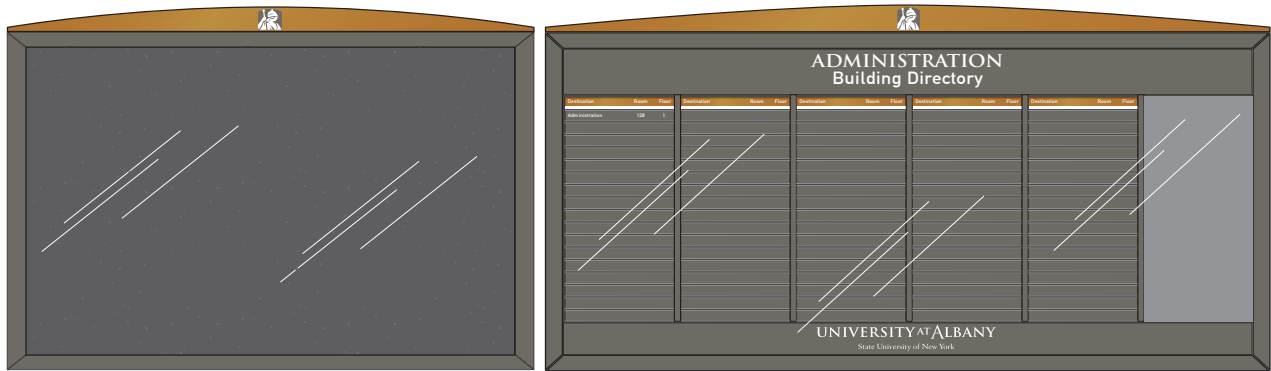 ADMINISTRATION
Building Directory
Destination Room Floor Destination Room Floor Destination Room Floor Destination Room Floor Destination Room Floor
Administration 128 1
UNIVERSITY AT ALBANY
State University of New York